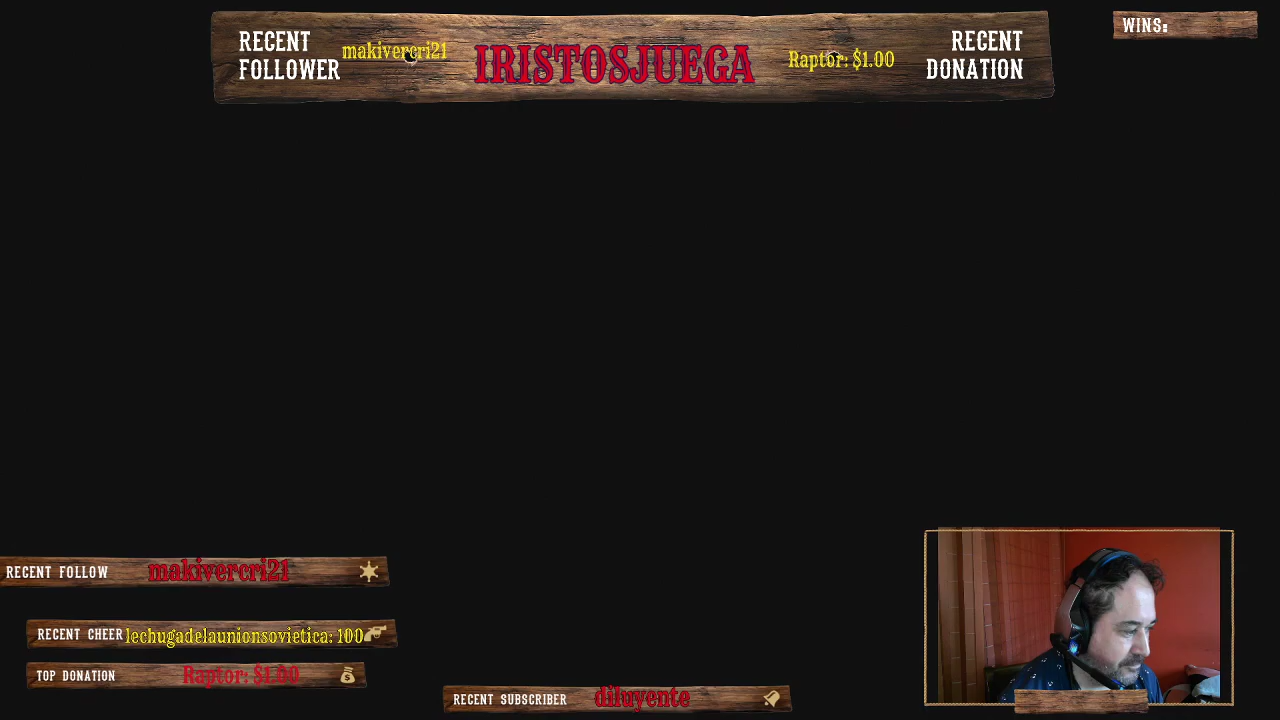 RECENT
FOLLOWER
makivercri21
IRISTOSJUEGA
Raptor: $1.00
RECENT
DONATION
WINS:
RECENT FOLLOW makivercri21
RECENT CHEER lechugadelaunionsovietica: 100
TOP DONATION Raptor: $1.00
RECENT SUBSCRIBER diluyente